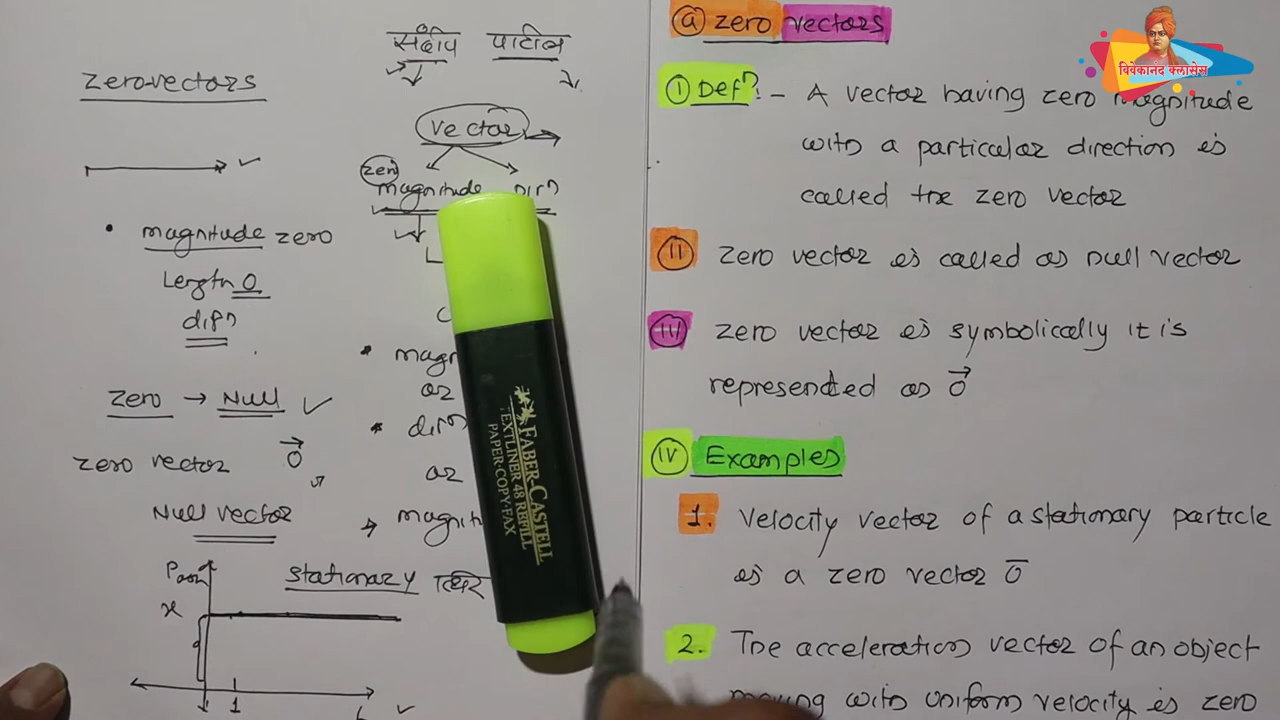 zero vectors
संदीप पाटील
vector
zero
magnitude dirn
magnitude zero
Length 0
dirn
zero → Null
zero vector 0⃗
Null vector
magn
or
dirn
or
magnit
Posn
stationary स्थिर
x
1
t
FABER-CASTELL
TEXTLINER 48 REFILL
PAPER·COPY·FAX
विवेकानंद क्लासेस
a zero vectors
I Defn :- A vector having zero magnitude
with a particular direction is
called the zero vector
II zero vector is called as null vector
III zero vector is symbolically it is
represented as 0⃗
IV Examples
1. Velocity vector of a stationary particle
is a zero vector 0̅
2. The acceleration vector of an object
moving with uniform velocity is zero